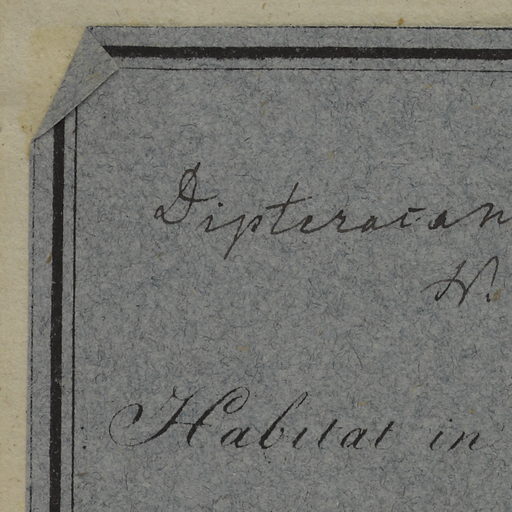 Dipteracan
N.
Habitat in